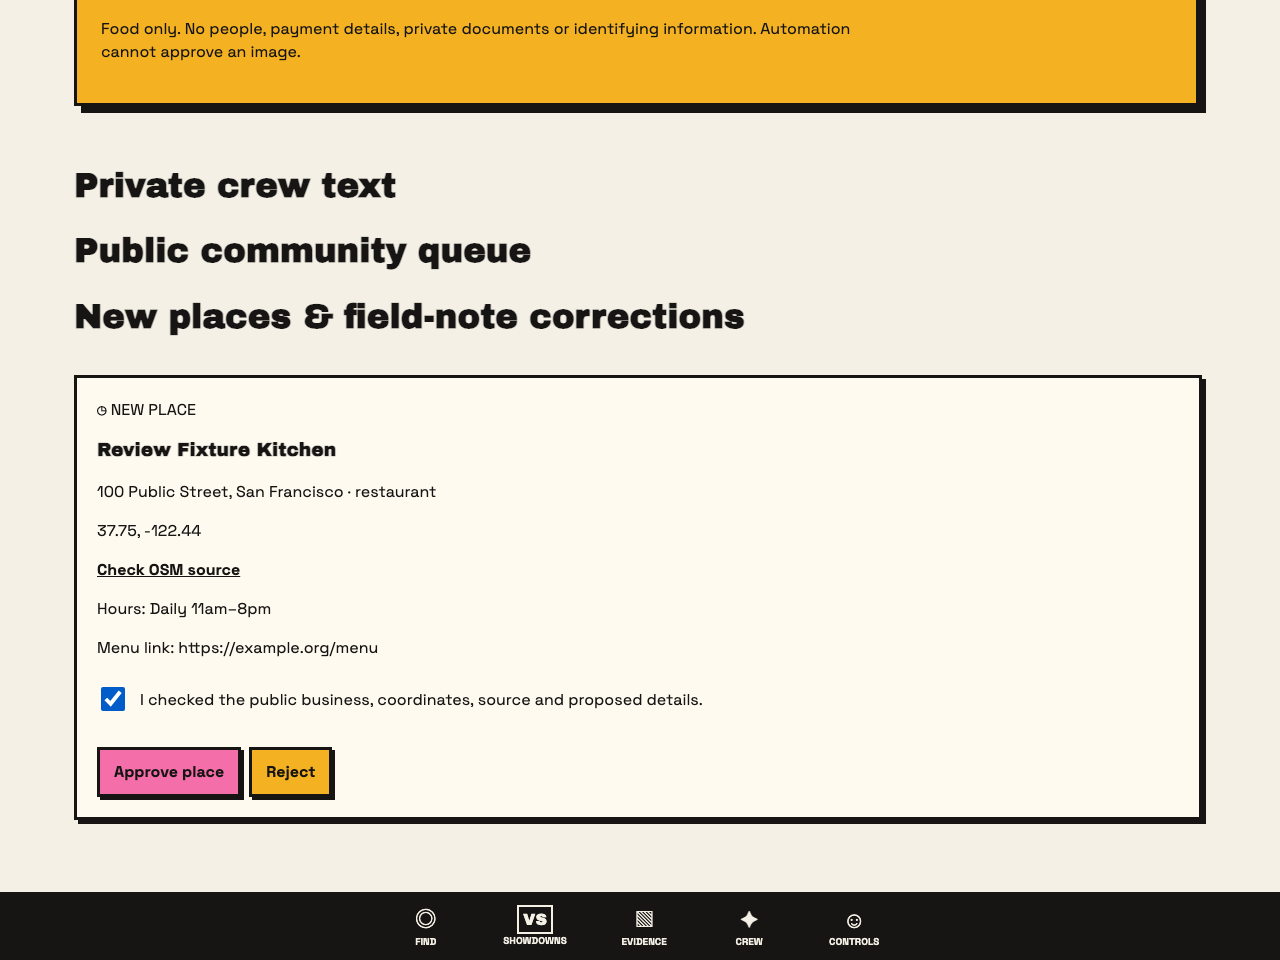 Food only. No people, payment details, private documents or identifying information. Automation
cannot approve an image.
Private crew text
Public community queue
New places & field-note corrections
◷ NEW PLACE
Review Fixture Kitchen
100 Public Street, San Francisco · restaurant
37.75, -122.44
Check OSM source
Hours: Daily 11am–8pm
Menu link: https://example.org/menu
I checked the public business, coordinates, source and proposed details.
Approve place
Reject
VS
FIND
SHOWDOWNS
EVIDENCE
CREW
CONTROLS